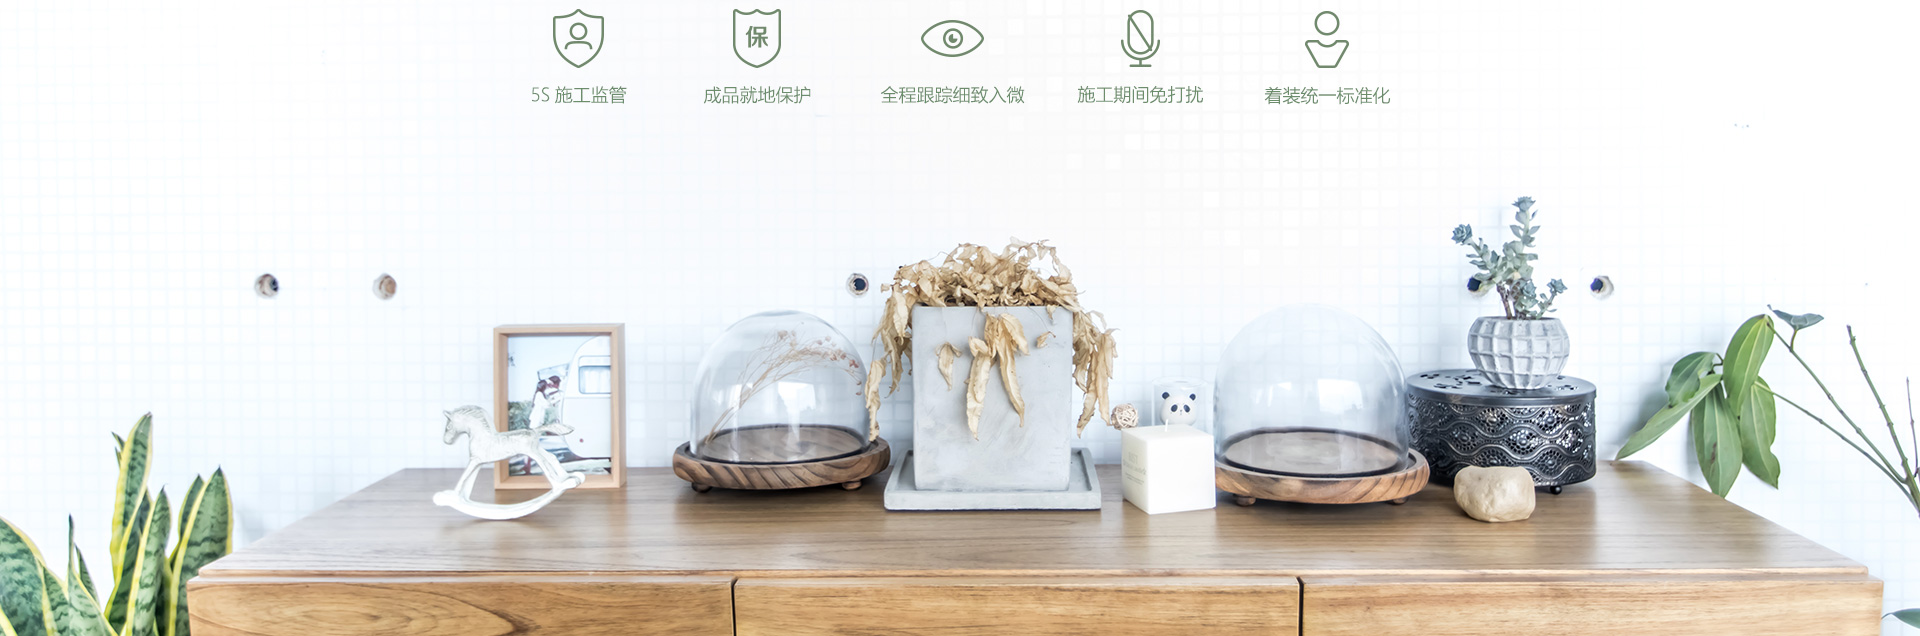 保
5S 施工监管
成品就地保护
全程跟踪细致入微
施工期间免打扰
着装统一标准化